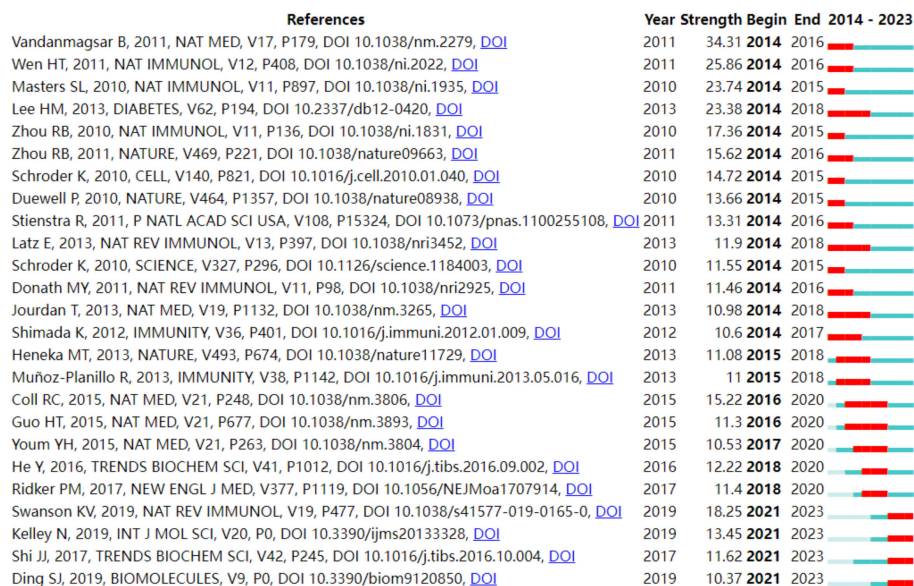 References Year Strength Begin End 2014 - 2023
Vandanmagsar B, 2011, NAT MED, V17, P179, DOI 10.1038/nm.2279, DOI 2011 34.31 2014 2016
Wen HT, 2011, NAT IMMUNOL, V12, P408, DOI 10.1038/ni.2022, DOI 2011 25.86 2014 2016
Masters SL, 2010, NAT IMMUNOL, V11, P897, DOI 10.1038/ni.1935, DOI 2010 23.74 2014 2015
Lee HM, 2013, DIABETES, V62, P194, DOI 10.2337/db12-0420, DOI 2013 23.38 2014 2018
Zhou RB, 2010, NAT IMMUNOL, V11, P136, DOI 10.1038/ni.1831, DOI 2010 17.36 2014 2015
Zhou RB, 2011, NATURE, V469, P221, DOI 10.1038/nature09663, DOI 2011 15.62 2014 2016
Schroder K, 2010, CELL, V140, P821, DOI 10.1016/j.cell.2010.01.040, DOI 2010 14.72 2014 2015
Duewell P, 2010, NATURE, V464, P1357, DOI 10.1038/nature08938, DOI 2010 13.66 2014 2015
Stienstra R, 2011, P NATL ACAD SCI USA, V108, P15324, DOI 10.1073/pnas.1100255108, DOI 2011 13.31 2014 2016
Latz E, 2013, NAT REV IMMUNOL, V13, P397, DOI 10.1038/nri3452, DOI 2013 11.9 2014 2018
Schroder K, 2010, SCIENCE, V327, P296, DOI 10.1126/science.1184003, DOI 2010 11.55 2014 2015
Donath MY, 2011, NAT REV IMMUNOL, V11, P98, DOI 10.1038/nri2925, DOI 2011 11.46 2014 2016
Jourdan T, 2013, NAT MED, V19, P1132, DOI 10.1038/nm.3265, DOI 2013 10.98 2014 2018
Shimada K, 2012, IMMUNITY, V36, P401, DOI 10.1016/j.immuni.2012.01.009, DOI 2012 10.6 2014 2017
Heneka MT, 2013, NATURE, V493, P674, DOI 10.1038/nature11729, DOI 2013 11.08 2015 2018
Muñoz-Planillo R, 2013, IMMUNITY, V38, P1142, DOI 10.1016/j.immuni.2013.05.016, DOI 2013 11 2015 2018
Coll RC, 2015, NAT MED, V21, P248, DOI 10.1038/nm.3806, DOI 2015 15.22 2016 2020
Guo HT, 2015, NAT MED, V21, P677, DOI 10.1038/nm.3893, DOI 2015 11.3 2016 2020
Youm YH, 2015, NAT MED, V21, P263, DOI 10.1038/nm.3804, DOI 2015 10.53 2017 2020
He Y, 2016, TRENDS BIOCHEM SCI, V41, P1012, DOI 10.1016/j.tibs.2016.09.002, DOI 2016 12.22 2018 2020
Ridker PM, 2017, NEW ENGL J MED, V377, P1119, DOI 10.1056/NEJMoa1707914, DOI 2017 11.4 2018 2020
Swanson KV, 2019, NAT REV IMMUNOL, V19, P477, DOI 10.1038/s41577-019-0165-0, DOI 2019 18.25 2021 2023
Kelley N, 2019, INT J MOL SCI, V20, P0, DOI 10.3390/ijms20133328, DOI 2019 13.45 2021 2023
Shi JJ, 2017, TRENDS BIOCHEM SCI, V42, P245, DOI 10.1016/j.tibs.2016.10.004, DOI 2017 11.62 2021 2023
Ding SJ, 2019, BIOMOLECULES, V9, P0, DOI 10.3390/biom9120850, DOI 2019 10.37 2021 2023